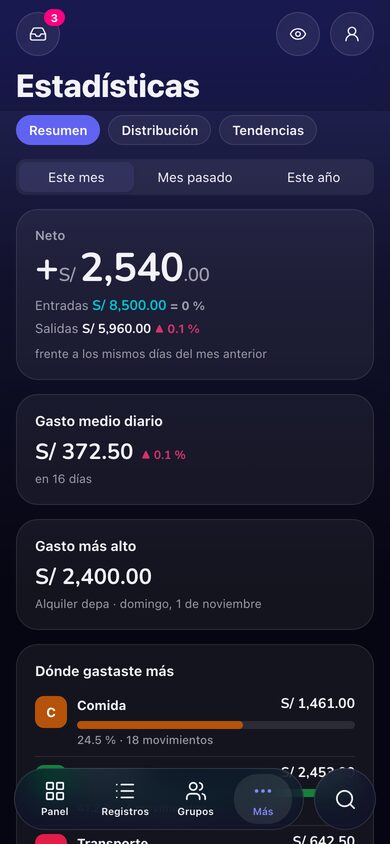 3
Estadísticas
Resumen
Distribución
Tendencias
Este mes
Mes pasado
Este año
Neto
+S/ 2,540.00
Entradas S/ 8,500.00 = 0 %
Salidas S/ 5,960.00 ▲ 0.1 %
frente a los mismos días del mes anterior
Gasto medio diario
S/ 372.50 ▲ 0.1 %
en 16 días
Gasto más alto
S/ 2,400.00
Alquiler depa · domingo, 1 de noviembre
Dónde gastaste más
C
Comida
S/ 1,461.00
24.5 % · 18 movimientos
Panel
Registros
Grupos
Más
Transporte
S/ 642.50